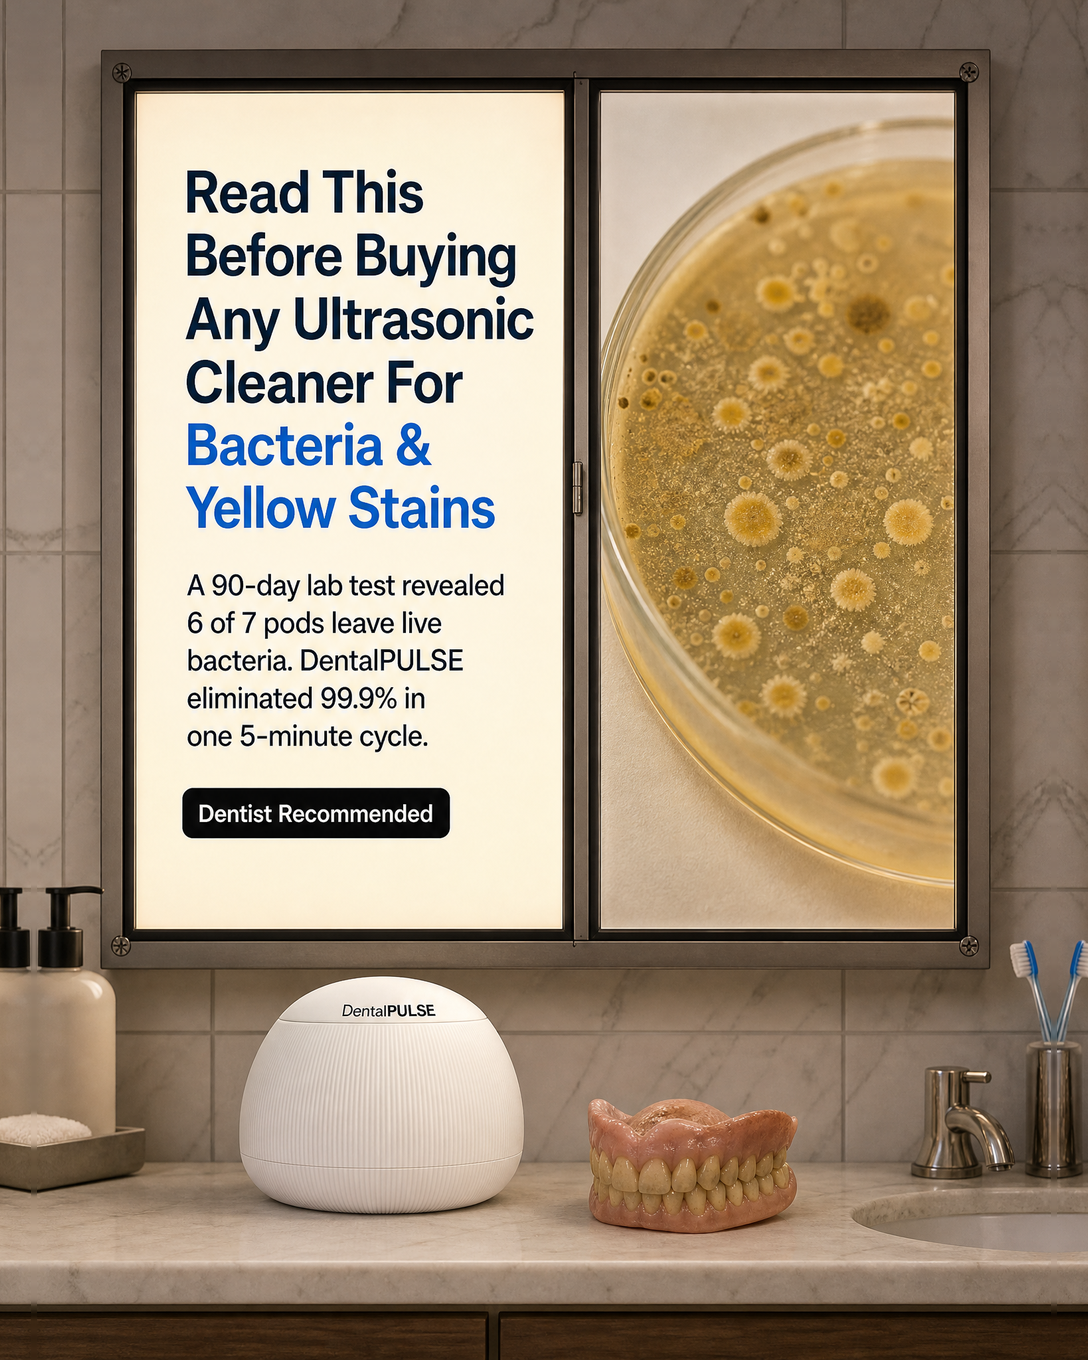 Read This
Before Buying
Any Ultrasonic
Cleaner For
Bacteria &
Yellow Stains
A 90-day lab test revealed
6 of 7 pods leave live
bacteria. DentalPULSE
eliminated 99.9% in
one 5-minute cycle.
Dentist Recommended
DentalPULSE